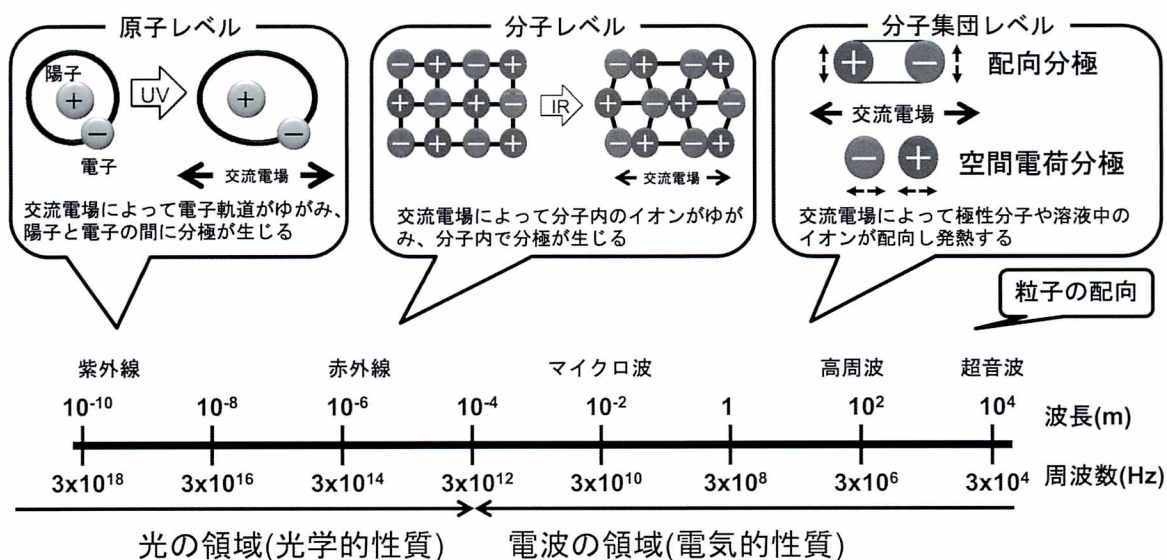 原子レベル
陽子
+
UV
+
−
−
電子
交流電場
交流電場によって電子軌道がゆがみ、
陽子と電子の間に分極が生じる
分子レベル
− + − +
+ − + −
− + − +
IR
− + − +
+ − + −
− + − +
交流電場
交流電場によって分子内のイオンがゆが
み、分子内で分極が生じる
分子集団レベル
+ −
配向分極
交流電場
− +
空間電荷分極
交流電場によって極性分子や溶液中の
イオンが配向し発熱する
粒子の配向
紫外線 赤外線 マイクロ波 高周波 超音波
10⁻¹⁰ 10⁻⁸ 10⁻⁶ 10⁻⁴ 10⁻² 1 10² 10⁴ 波長(m)
3x10¹⁸ 3x10¹⁶ 3x10¹⁴ 3x10¹² 3x10¹⁰ 3x10⁸ 3x10⁶ 3x10⁴ 周波数(Hz)
光の領域(光学的性質) 電波の領域(電気的性質)